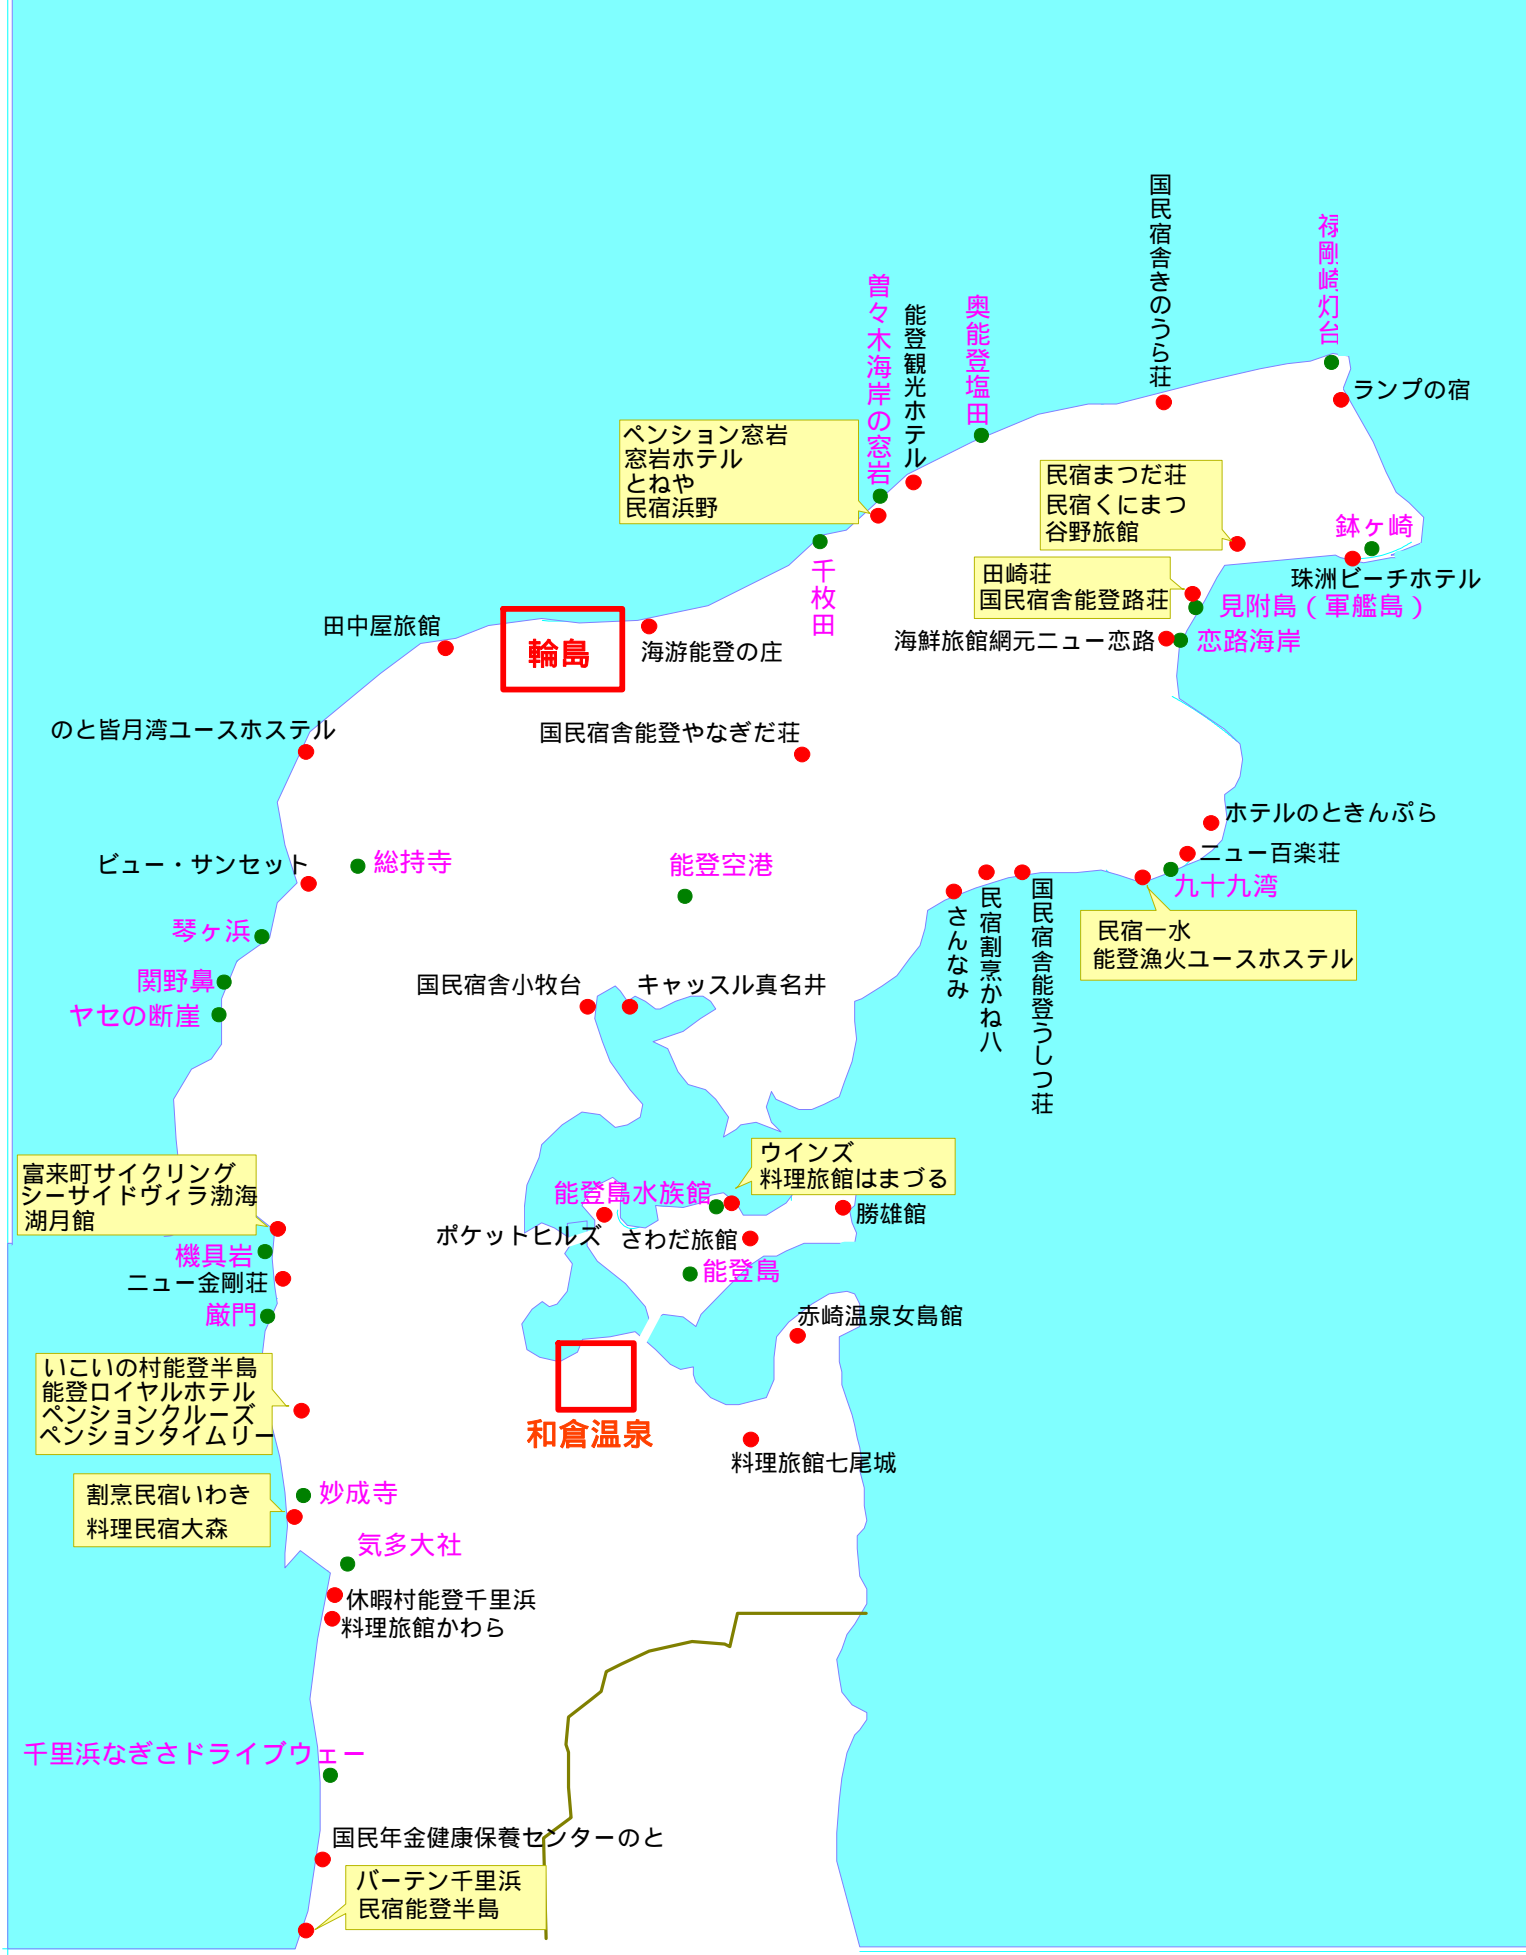 国民宿舎きのうら荘
禄剛崎灯台
曽々木海岸の窓岩
奥能登塩田
能登観光ホテル
ランプの宿
ペンション窓岩
窓岩ホテル
とねや
民宿浜野
民宿まつだ荘
民宿くにまつ
谷野旅館
鉢ヶ崎
珠洲ビーチホテル
千枚田
田崎荘
国民宿舎能登路荘
見附島(軍艦島)
田中屋旅館
輪島
海游能登の庄
海鮮旅館網元ニュー恋路
恋路海岸
のと皆月湾ユースホステル
国民宿舎能登やなぎだ荘
ホテルのときんぷら
ニュー百楽荘
ビュー・サンセット
総持寺
能登空港
九十九湾
さんなみ
民宿割烹かね八
国民宿舎能登うしつ荘
民宿一水
能登漁火ユースホステル
琴ヶ浜
関野鼻
ヤセの断崖
国民宿舎小牧台
キャッスル真名井
ウインズ
料理旅館はまづる
富来町サイクリング
シーサイドヴィラ渤海
湖月館
能登島水族館
勝雄館
ポケットヒルズ
さわだ旅館
機具岩
能登島
ニュー金剛荘
厳門
赤崎温泉女島館
いこいの村能登半島
能登ロイヤルホテル
ペンションクルーズ
ペンションタイムリー
和倉温泉
料理旅館七尾城
割烹民宿いわき
料理民宿大森
妙成寺
気多大社
休暇村能登千里浜
料理旅館かわら
千里浜なぎさドライブウェー
国民年金健康保養センターのと
バーテン千里浜
民宿能登半島